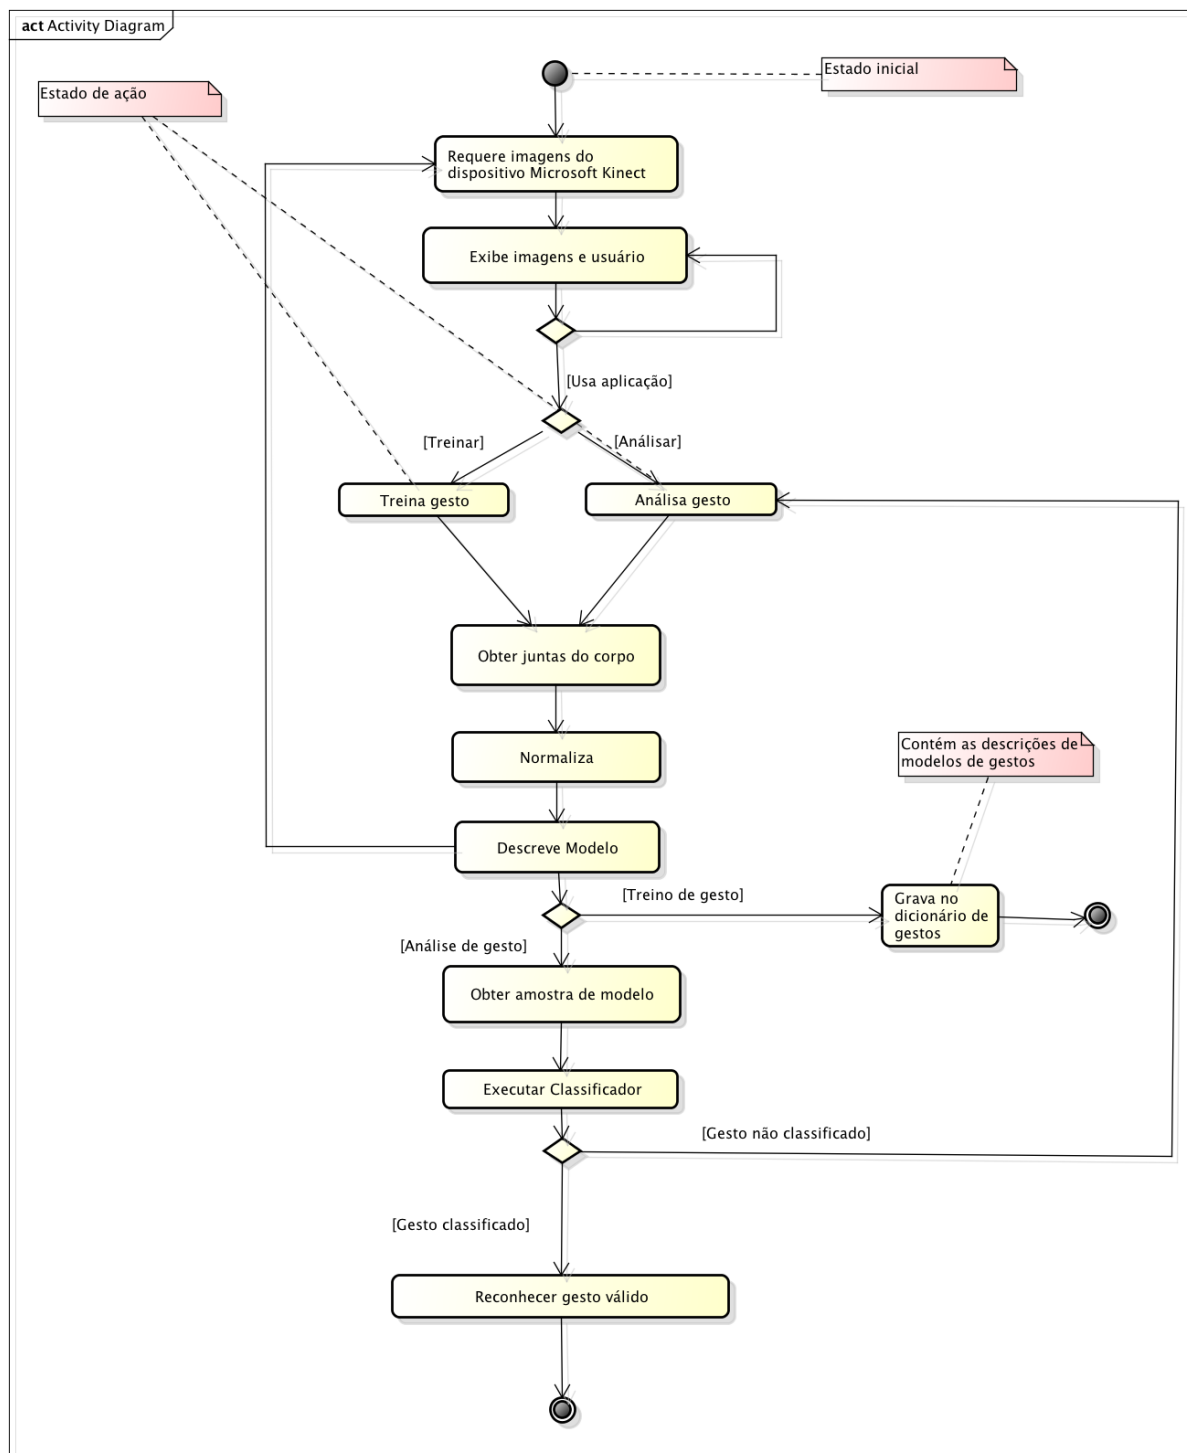 act Activity Diagram
Estado inicial
Estado de ação
Requere imagens do
dispositivo Microsoft Kinect
Exibe imagens e usuário
[Usa aplicação]
[Treinar]
[Análisar]
Treina gesto
Análisa gesto
Obter juntas do corpo
Contém as descrições de
modelos de gestos
Normaliza
Descreve Modelo
[Treino de gesto]
Grava no
dicionário de
gestos
[Análise de gesto]
Obter amostra de modelo
Executar Classificador
[Gesto não classificado]
[Gesto classificado]
Reconhecer gesto válido